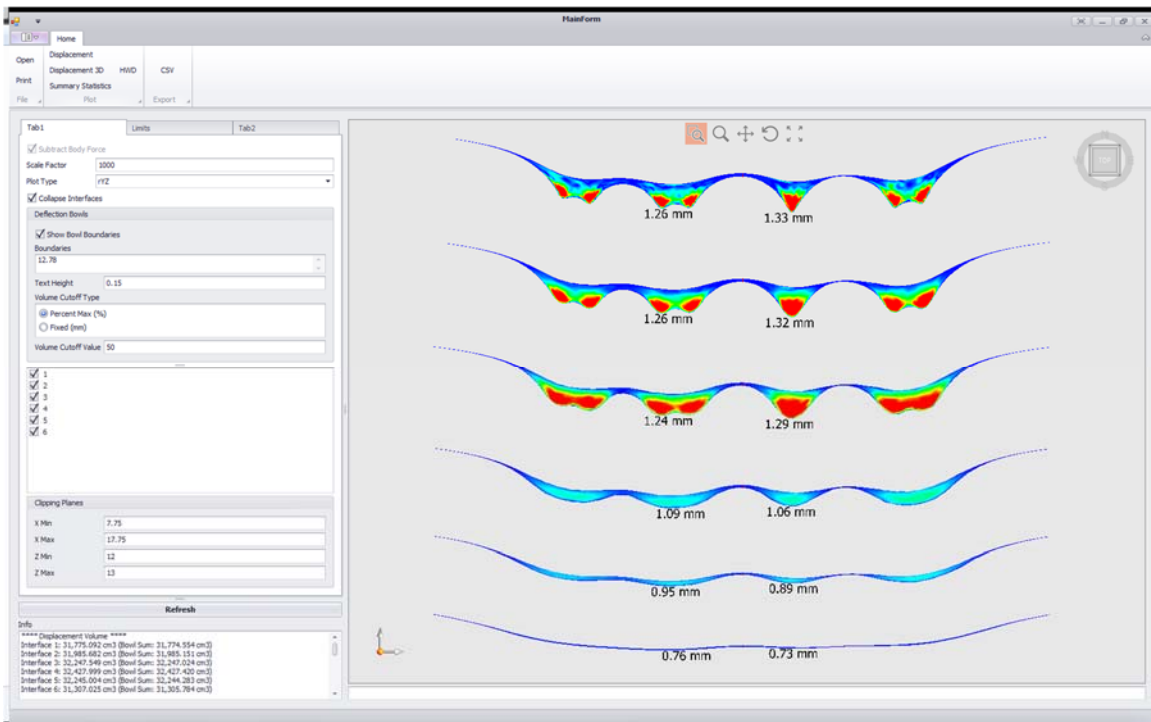 MainForm
Home
Open
Print
File
Displacement
Displacement 3D
HWD
Summary Statistics
Plot
CSV
Export
Tab1
Limits
Tab2
Subtract Body Force
Scale Factor
1000
Plot Type
rYZ
Collapse Interfaces
Deflection Bowls
Show Bowl Boundaries
Boundaries
12.78
Text Height
0.15
Volume Cutoff Type
Percent Max (%)
Fixed (mm)
Volume Cutoff Value
50
1
2
3
4
5
6
Clipping Planes
X Min
7.75
X Max
17.75
Z Min
12
Z Max
13
Refresh
Info
**** Displacement Volume ****
Interface 1: 31,775.092 cm3 (Bowl Sum: 31,774.554 cm3)
Interface 2: 31,985.682 cm3 (Bowl Sum: 31,985.151 cm3)
Interface 3: 32,247.549 cm3 (Bowl Sum: 32,247.024 cm3)
Interface 4: 32,427.999 cm3 (Bowl Sum: 32,427.420 cm3)
Interface 5: 32,245.004 cm3 (Bowl Sum: 32,244.283 cm3)
Interface 6: 31,307.025 cm3 (Bowl Sum: 31,305.784 cm3)
TOP
1.26 mm
1.33 mm
1.26 mm
1.32 mm
1.24 mm
1.29 mm
1.09 mm
1.06 mm
0.95 mm
0.89 mm
0.76 mm
0.73 mm